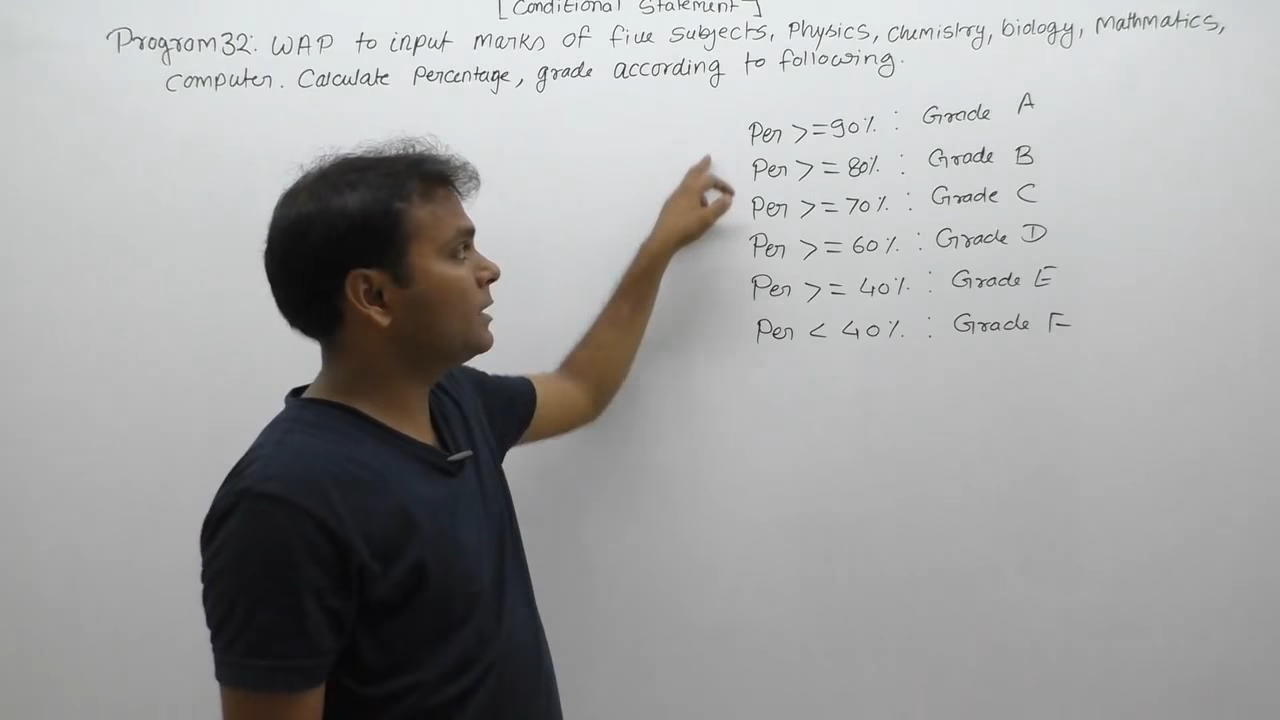 [Conditional Statement]
Program 32: WAP to input marks of five subjects, Physics, Chemistry, biology, Mathmatics,
computer. Calculate Percentage, grade according to following.
Per >= 90% : Grade A
Per >= 80% : Grade B
Per >= 70% : Grade C
Per >= 60% : Grade D
Per >= 40% : Grade E
Per < 40% : Grade F